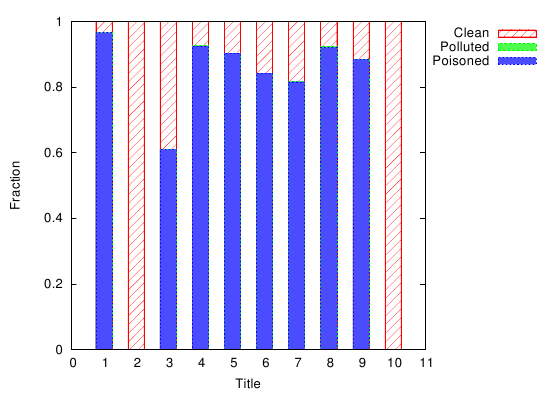 Clean
Polluted
Poisoned
1
0.8
0.6
0.4
0.2
0
Fraction
0 1 2 3 4 5 6 7 8 9 10 11
Title